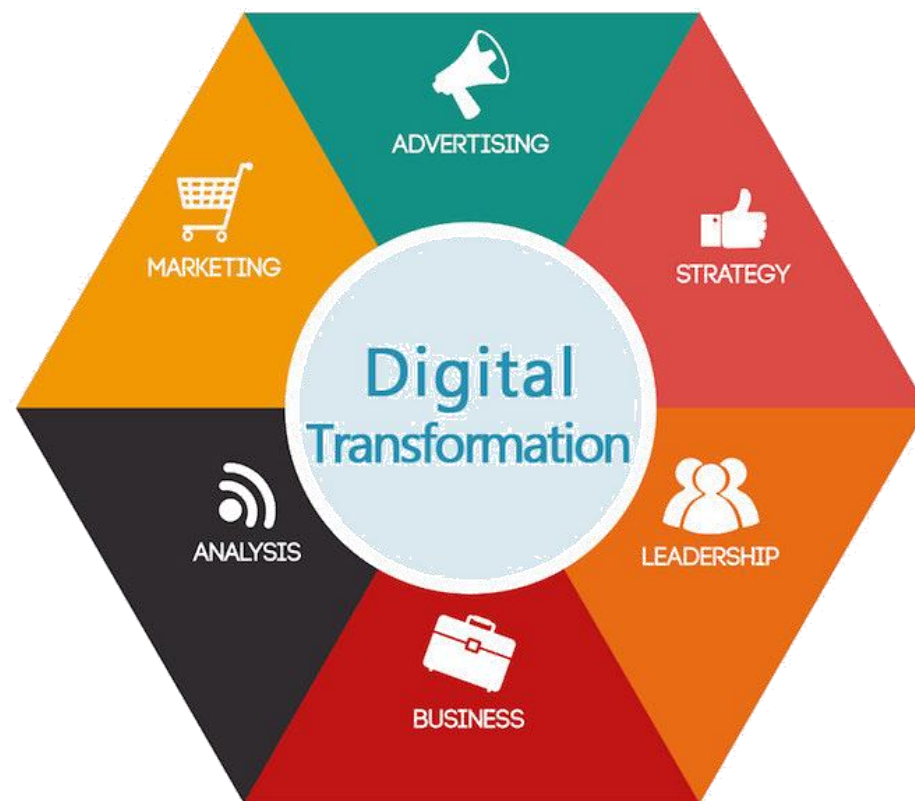 ADVERTISING
MARKETING
STRATEGY
Digital
Transformation
ANALYSIS
LEADERSHIP
BUSINESS